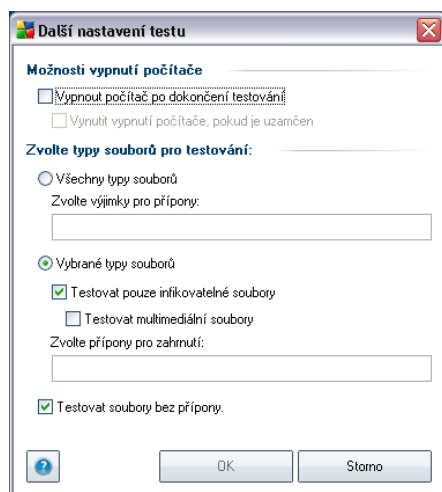 Další nastavení testu
Možnosti vypnutí počítače
Vypnout počítač po dokončení testování
Vynutit vypnutí počítače, pokud je uzamčen
Zvolte typy souborů pro testování:
Všechny typy souborů
Zvolte výjimky pro přípony:
Vybrané typy souborů
Testovat pouze infikovatelné soubory
Testovat multimediální soubory
Zvolte přípony pro zahrnutí:
Testovat soubory bez přípony.
?
OK
Storno